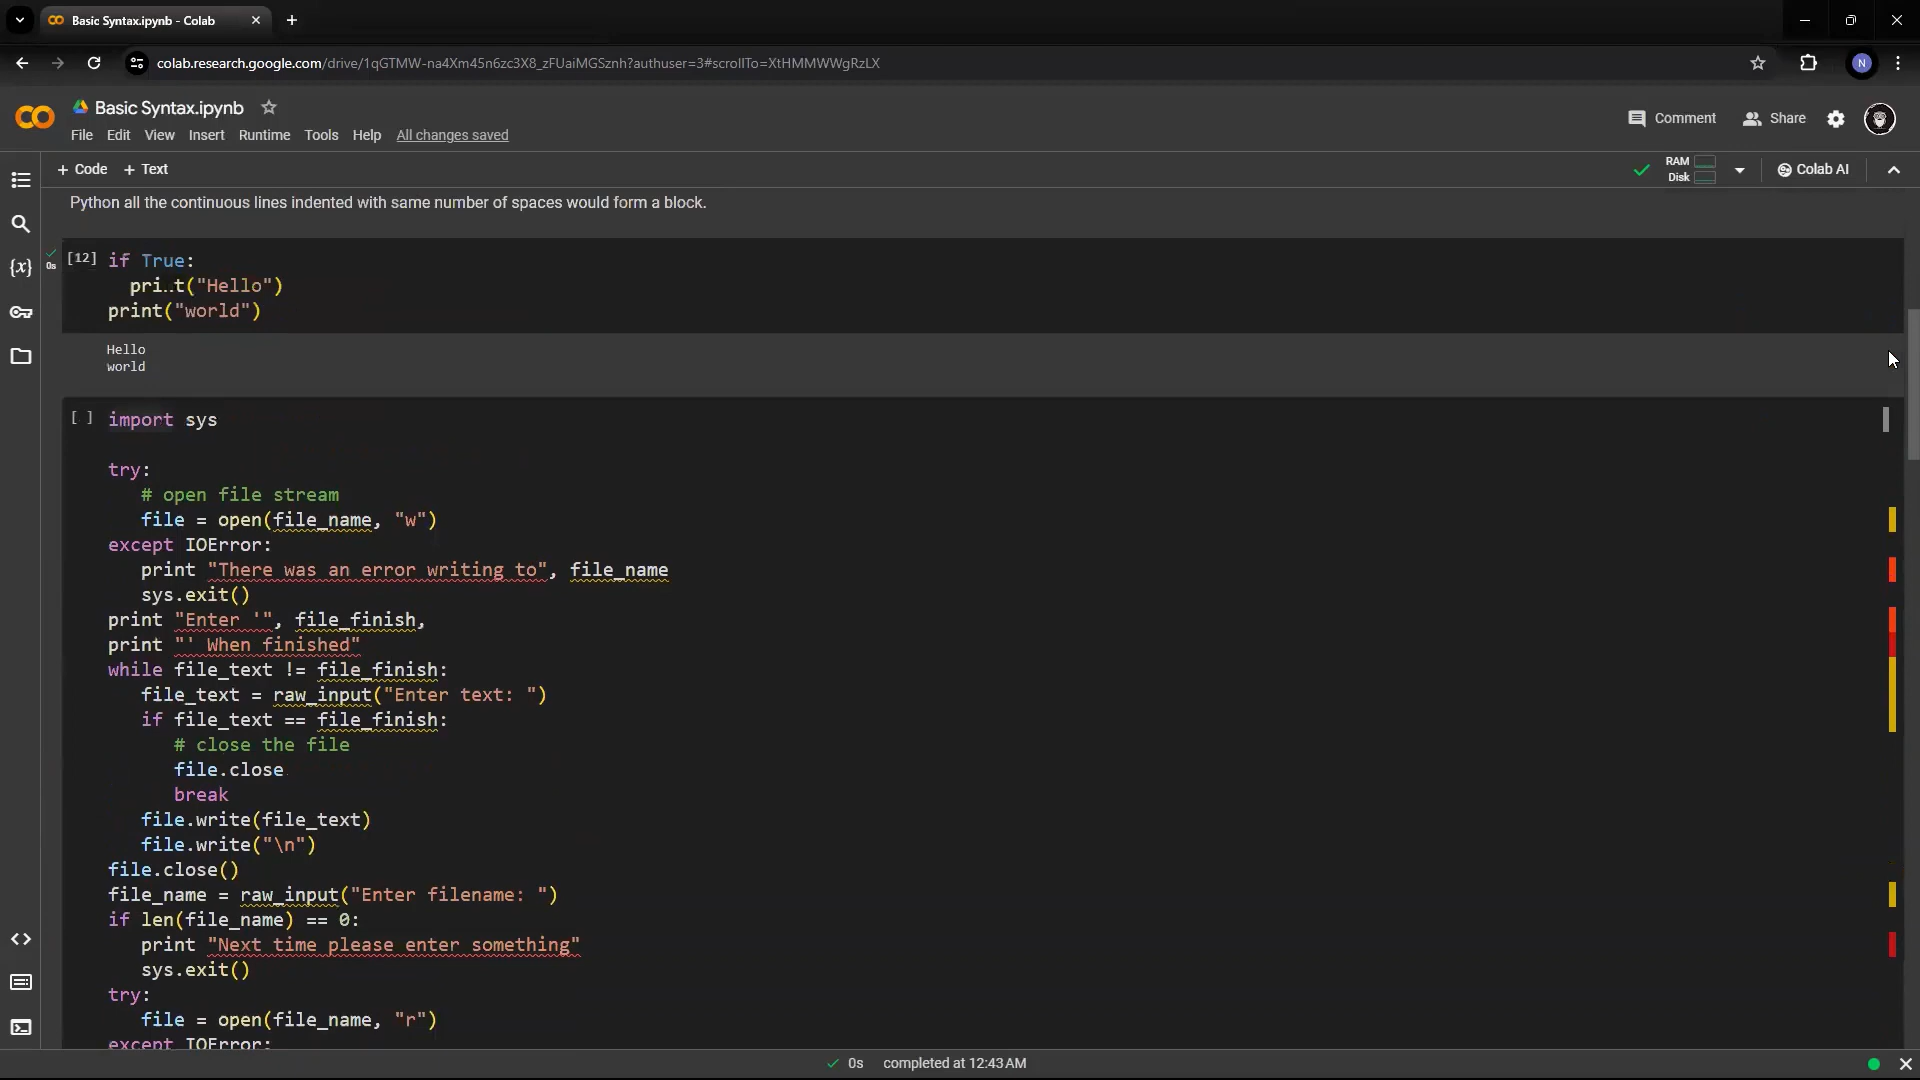 Basic Syntax.ipynb - Colab
colab.research.google.com/drive/1qGTMW-na4Xm45n6zc3X8_zFUaiMGSznh?authuser=3#scrollTo=XtHMMWWgRzLX
N
Basic Syntax.ipynb
Comment
Share
File Edit View Insert Runtime Tools Help All changes saved
+ Code + Text
RAM
Disk
Colab AI
Python all the continuous lines indented with same number of spaces would form a block.
0s
[12] if True:
pri..t("Hello")
print("world")
Hello
world
[ ] import sys
try:
# open file stream
file = open(file_name, "w")
except IOError:
print "There was an error writing to", file_name
sys.exit()
print "Enter '", file_finish,
print "' When finished"
while file_text != file_finish:
file_text = raw_input("Enter text: ")
if file_text == file_finish:
# close the file
file.close
break
file.write(file_text)
file.write("\n")
file.close()
file_name = raw_input("Enter filename: ")
if len(file_name) == 0:
print "Next time please enter something"
sys.exit()
try:
file = open(file_name, "r")
except IOError:
0s completed at 12:43 AM